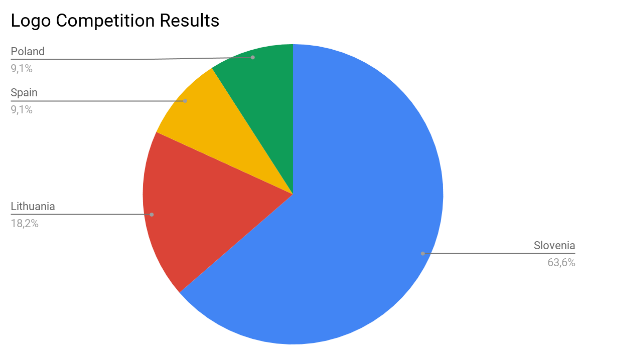 Logo Competition Results
Poland
9,1%
Spain
9,1%
Lithuania
18,2%
Slovenia
63,6%